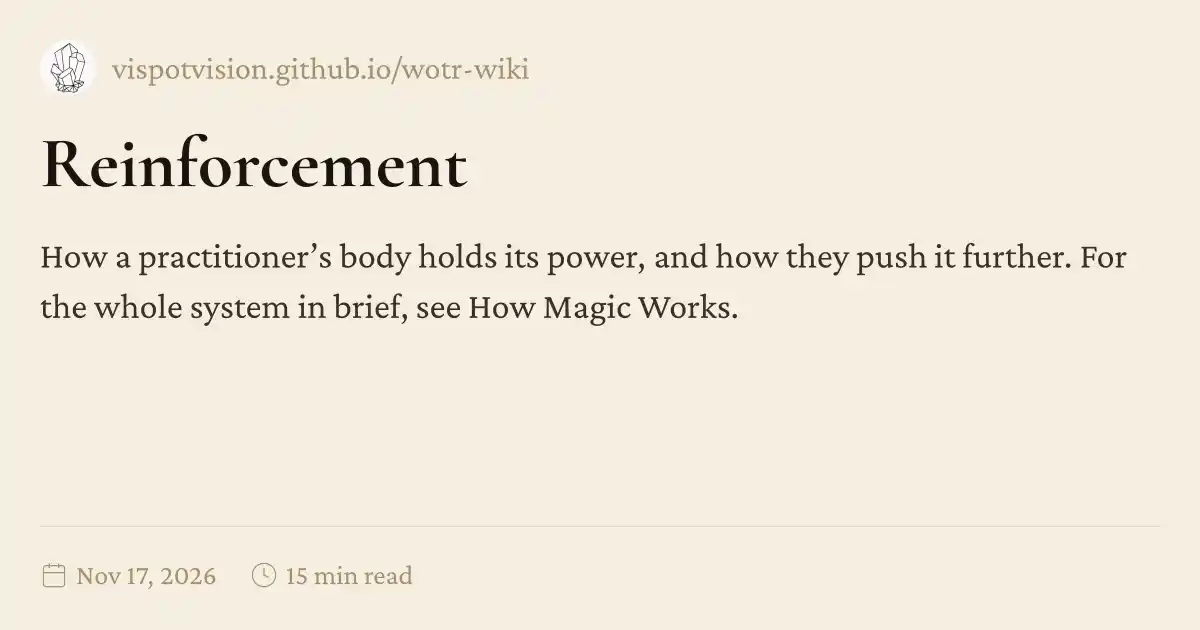 vispotvision.github.io/wotr-wiki
Reinforcement
How a practitioner’s body holds its power, and how they push it further. For
the whole system in brief, see How Magic Works.
Nov 17, 2026
15 min read